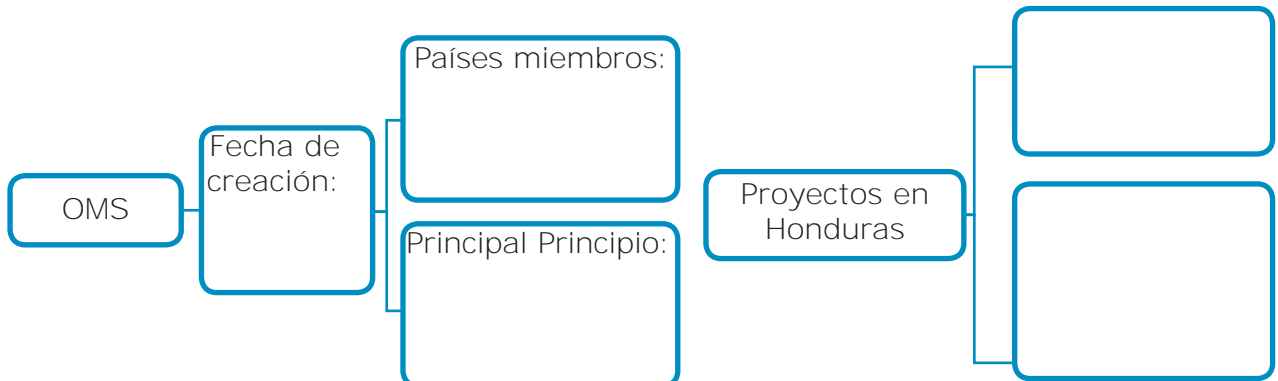 OMS
Fecha de
creación:
Países miembros:
Principal Principio:
Proyectos en
Honduras